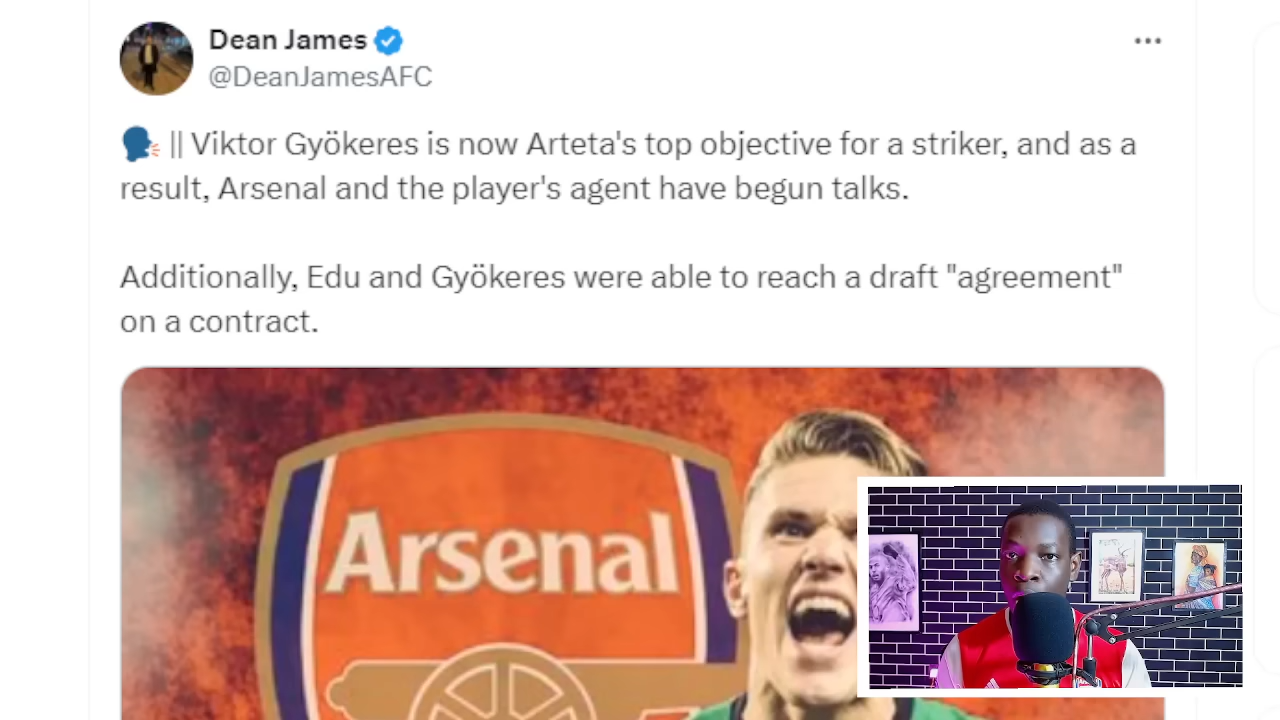 Dean James
@DeanJamesAFC
🗣 || Viktor Gyökeres is now Arteta's top objective for a striker, and as a
result, Arsenal and the player's agent have begun talks.
Additionally, Edu and Gyökeres were able to reach a draft "agreement"
on a contract.
Arsenal